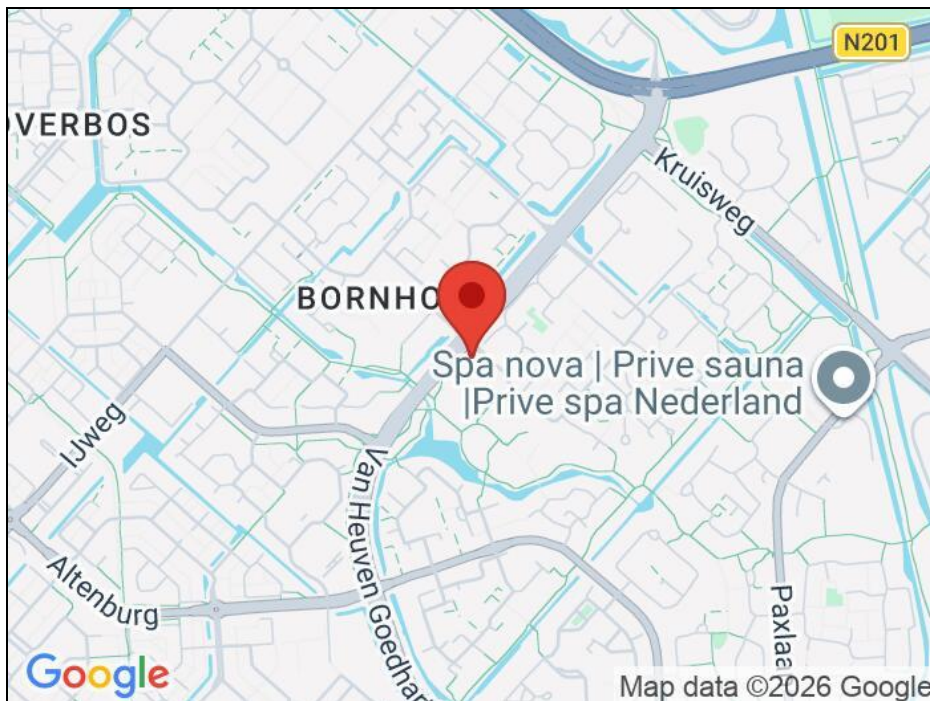 N201
OVERBOS
Kruisweg
BORNHO
Spa nova | Prive sauna
|Prive spa Nederland
IJweg
Van Heuven Goedhar
Altenburg
Paxlaan
Google
Map data ©2026 Google